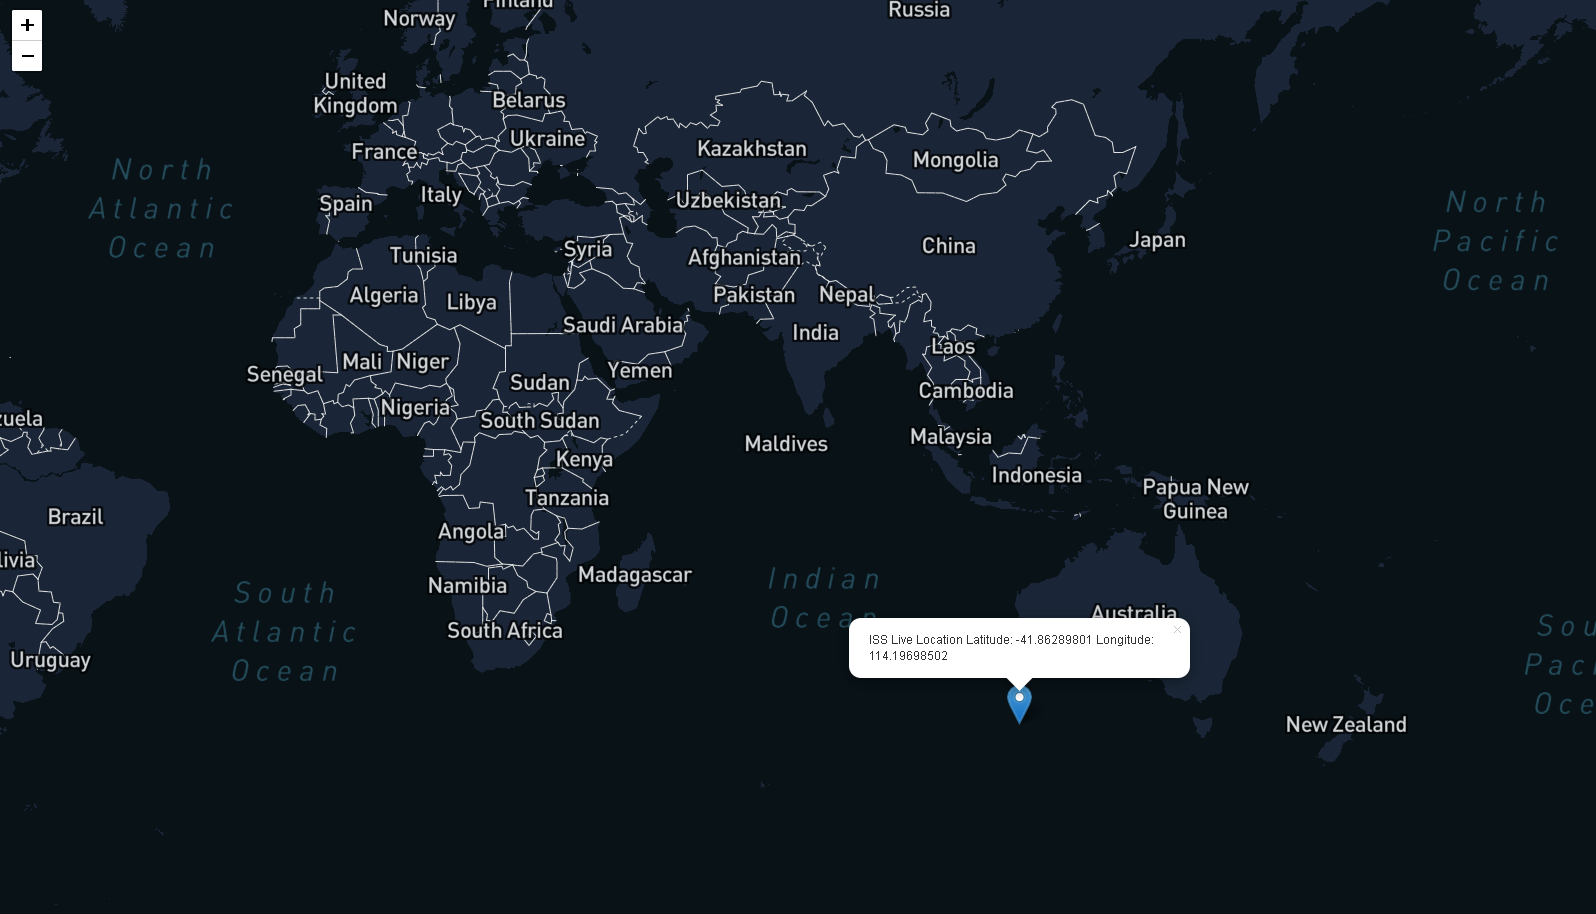 +
−
Norway
Finland
Russia
United
Kingdom
Belarus
Ukraine
France
Kazakhstan
Mongolia
North
Atlantic
Ocean
Spain
Italy
Uzbekistan
North
Pacific
Ocean
Tunisia
Syria
Afghanistan
China
Japan
Algeria
Libya
Pakistan
Nepal
Saudi Arabia
India
Mali
Niger
Laos
Senegal
Yemen
Sudan
Cambodia
Nigeria
South Sudan
zuela
Maldives
Malaysia
Kenya
Indonesia
Tanzania
Papua New
Guinea
Brazil
Angola
livia
Namibia
Madagascar
Indian
Ocean
South
Atlantic
Ocean
Australia
South Africa
ISS Live Location Latitude: -41.86289801 Longitude:
114.19698502
×
Sou
Paci
Oce
Uruguay
New Zealand